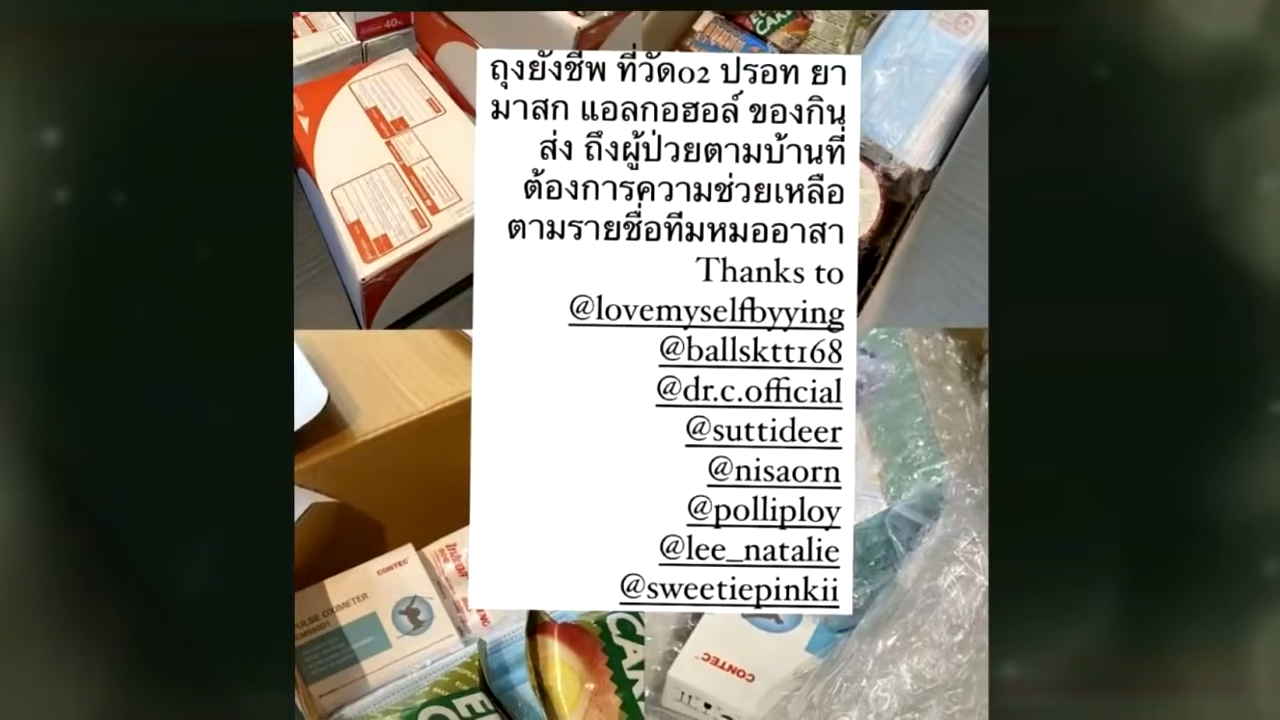 ถุงยังชีพ ที่วัดo2 ปรอท ยา
มาสก แอลกอฮอล์ ของกิน
ส่ง ถึงผู้ป่วยตามบ้านที่
ต้องการความช่วยเหลือ
ตามรายชื่อทีมหมออาสา
Thanks to
@lovemyselfbyying
@ballsktt168
@dr.c.official
@suttideer
@nisaorn
@polliploy
@lee_natalie
@sweetiepinkii
40%
CONTEC
PULSE OXIMETER
CONTEC